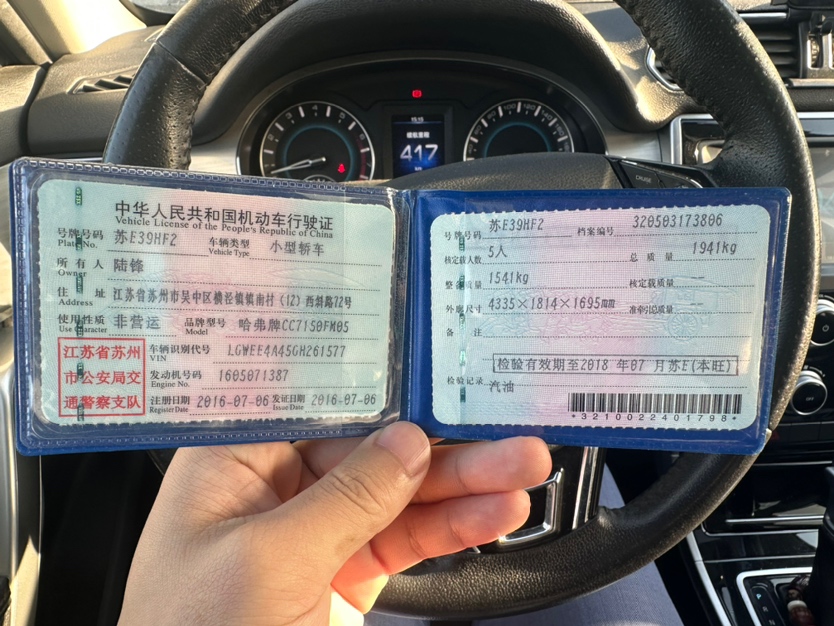 中华人民共和国机动车行驶证
Vehicle License of the People's Republic of China
号牌号码 苏E39HF2 车辆类型 小型轿车
Plate No. Vehicle Type
所有人 陆锋
Owner
住址 江苏省苏州市吴中区横泾镇镇南村(12)西斜路72号
Address
使用性质 非营运 品牌型号 哈弗牌CC7150FM05
Use Character Model
江苏省苏州
市公安局交
通警察支队
车辆识别代号 LGWEE4A45GH261577
VIN
发动机号码 1605071387
Engine No.
注册日期 2016-07-06 发证日期 2016-07-06
Register Date Issue Date
号牌号码 苏E39HF2 档案编号 320503173806
核定载人数 5人 总质量 1941kg
整备质量 1541kg 核定载质量 --
外廓尺寸 4335×1814×1695mm 准牵引总质量 --
备注
检验有效期至2018 年07 月苏E(本旺)
检验记录
汽油
*3210022401798*
417
CRUISE